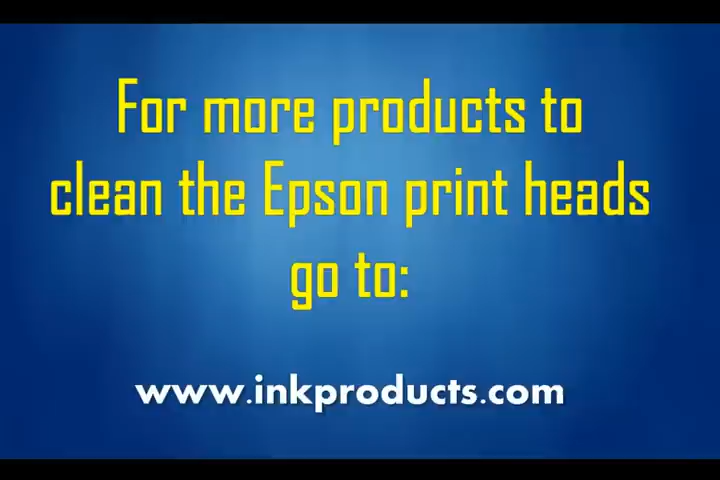 For more products to
clean the Epson print heads
go to:
www.inkproducts.com